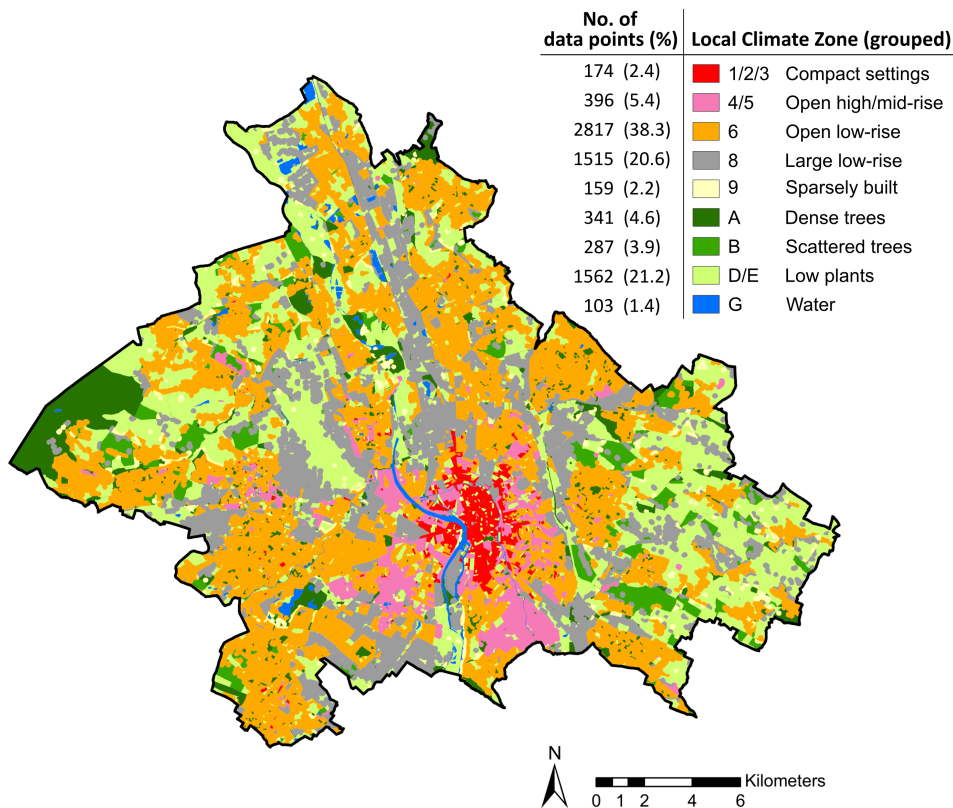 No. of
data points (%) Local Climate Zone (grouped)
174 (2.4) 1/2/3 Compact settings
396 (5.4) 4/5 Open high/mid-rise
2817 (38.3) 6 Open low-rise
1515 (20.6) 8 Large low-rise
159 (2.2) 9 Sparsely built
341 (4.6) A Dense trees
287 (3.9) B Scattered trees
1562 (21.2) D/E Low plants
103 (1.4) G Water
N
Kilometers
0 1 2 4 6